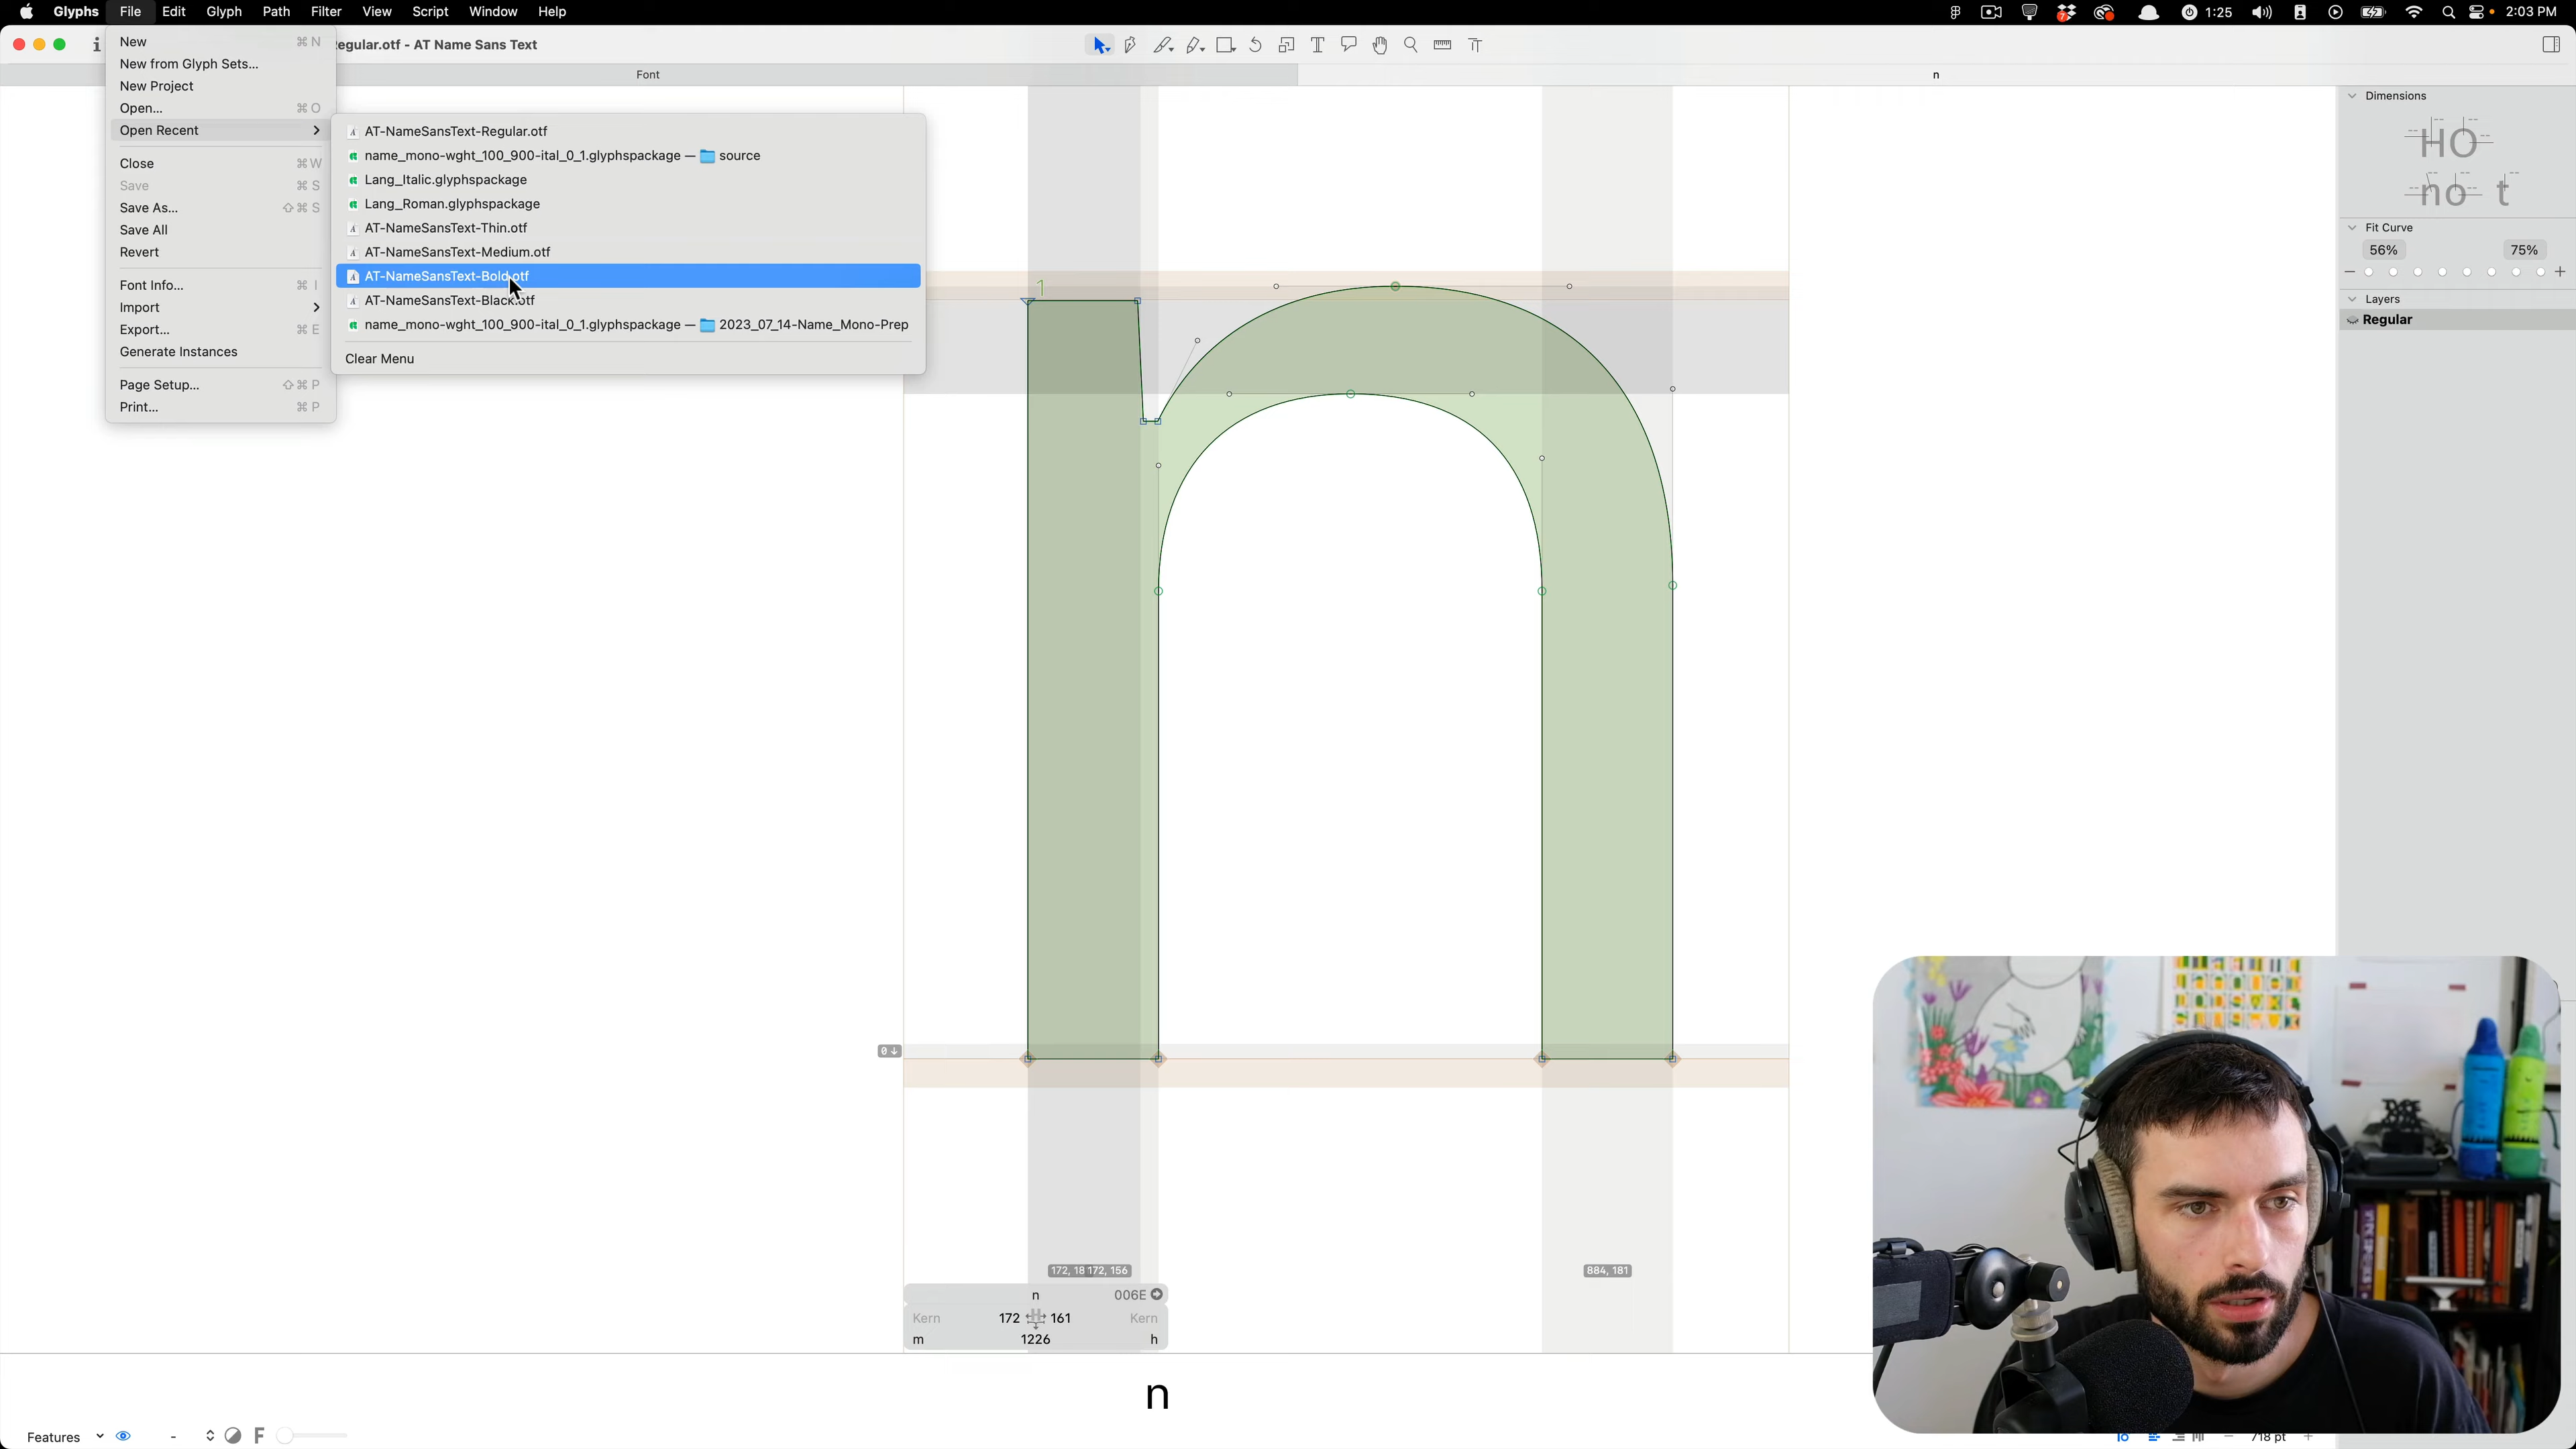 Glyphs File Edit Glyph Path Filter View Script Window Help
1:25 2:03 PM
egular.otf - AT Name Sans Text
Font
n
New ⌘ N
New from Glyph Sets...
New Project
Open... ⌘ O
Open Recent
Close ⌘ W
Save ⌘ S
Save As... ⇧⌘ S
Save All
Revert
Font Info... ⌘ I
Import
Export... ⌘ E
Generate Instances
Page Setup... ⇧⌘ P
Print... ⌘ P
AT-NameSansText-Regular.otf
name_mono-wght_100_900-ital_0_1.glyphspackage — source
Lang_Italic.glyphspackage
Lang_Roman.glyphspackage
AT-NameSansText-Thin.otf
AT-NameSansText-Medium.otf
AT-NameSansText-Bold.otf
AT-NameSansText-Black.otf
name_mono-wght_100_900-ital_0_1.glyphspackage — 2023_07_14-Name_Mono-Prep
Clear Menu
1
Dimensions
HO
no t
Fit Curve
56% 75%
Layers
Regular
0
172, 18 172, 156
884, 181
n 006E
Kern 172 161 Kern
m 1226 h
n
Features - F
718 pt